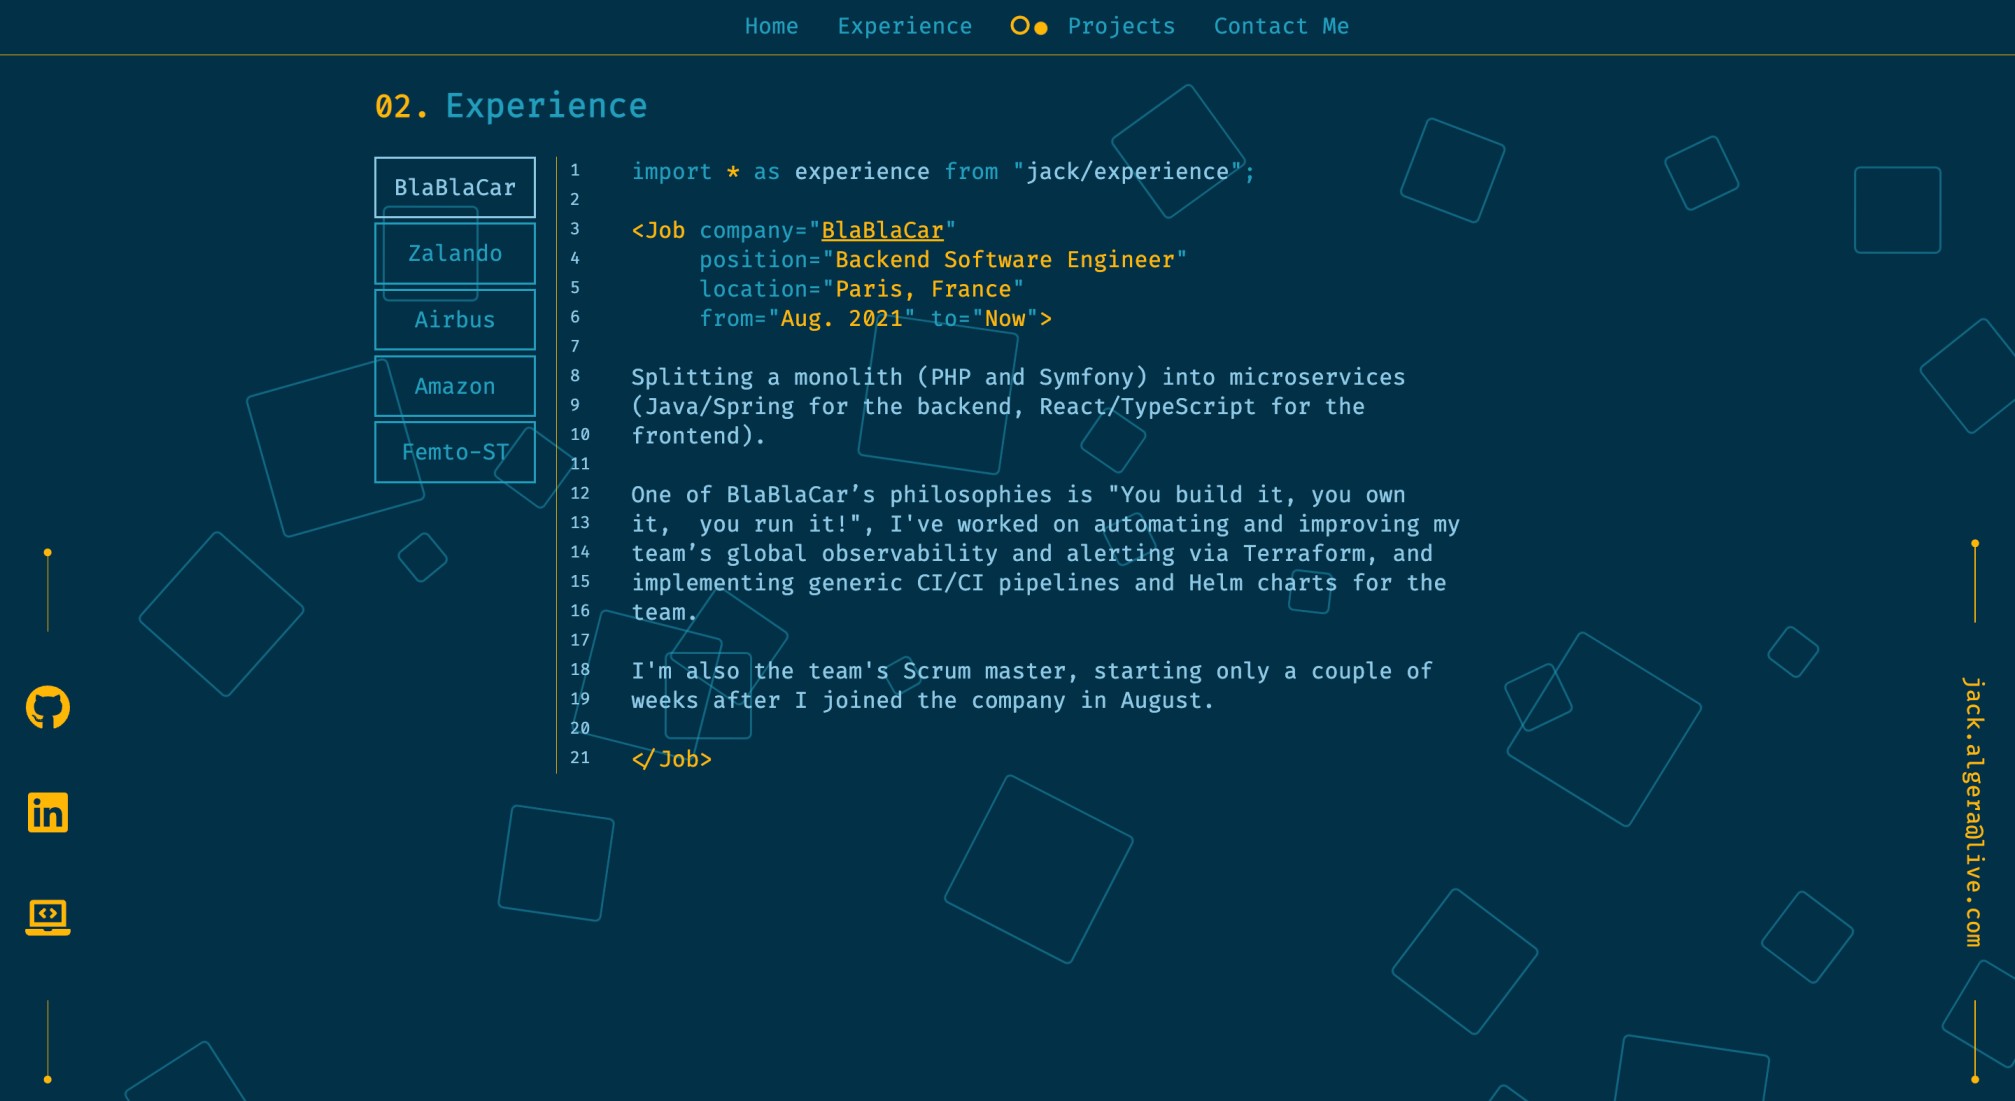 Home Experience Projects Contact Me
02. Experience
BlaBlaCar
Zalando
Airbus
Amazon
Femto-ST
1 import * as experience from "jack/experience";
2
3 <Job company="BlaBlaCar"
4 position="Backend Software Engineer"
5 location="Paris, France"
6 from="Aug. 2021" to="Now">
7
8 Splitting a monolith (PHP and Symfony) into microservices
9 (Java/Spring for the backend, React/TypeScript for the
10 frontend).
11
12 One of BlaBlaCar’s philosophies is "You build it, you own
13 it,  you run it!", I've worked on automating and improving my
14 team’s global observability and alerting via Terraform, and
15 implementing generic CI/CI pipelines and Helm charts for the
16 team.
17
18 I'm also the team's Scrum master, starting only a couple of
19 weeks after I joined the company in August.
20
21 </Job>
in
jack.algera@live.com